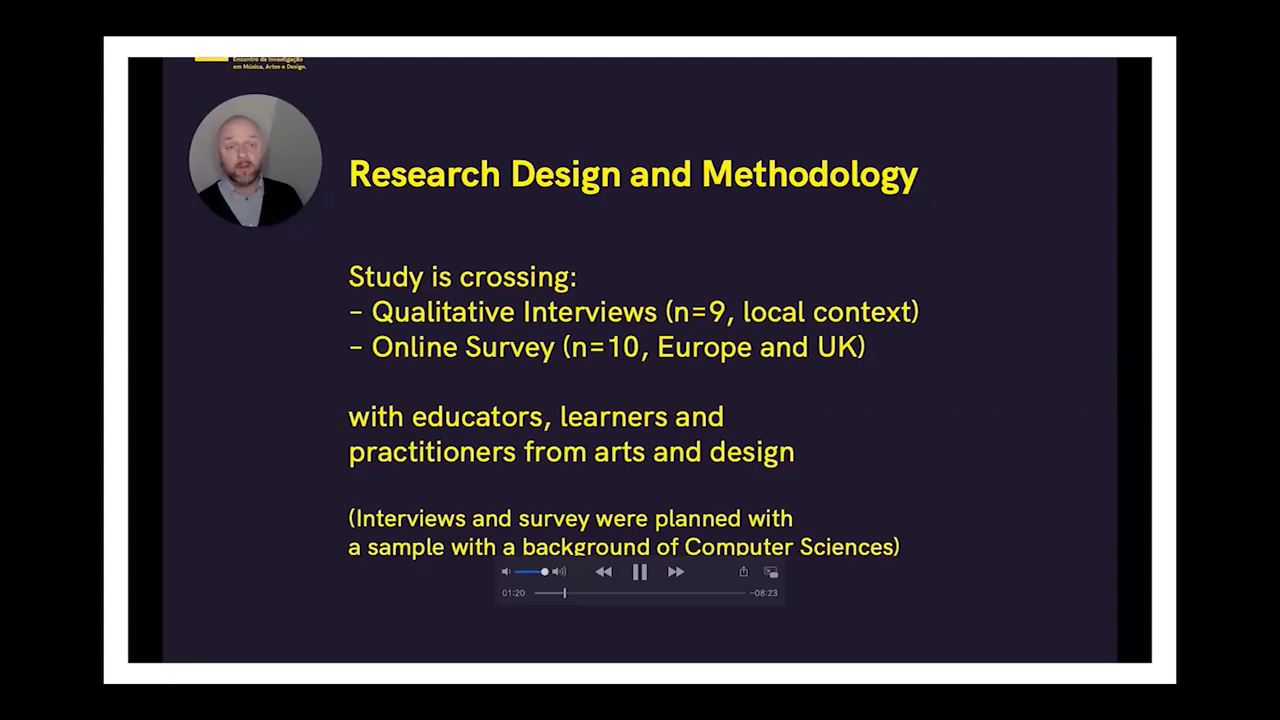 Encontro de Investigação
em Música, Artes e Design.
Research Design and Methodology
Study is crossing:
– Qualitative Interviews (n=9, local context)
– Online Survey (n=10, Europe and UK)
with educators, learners and
practitioners from arts and design
(Interviews and survey were planned with
a sample with a background of Computer Sciences)
01:20
−08:23